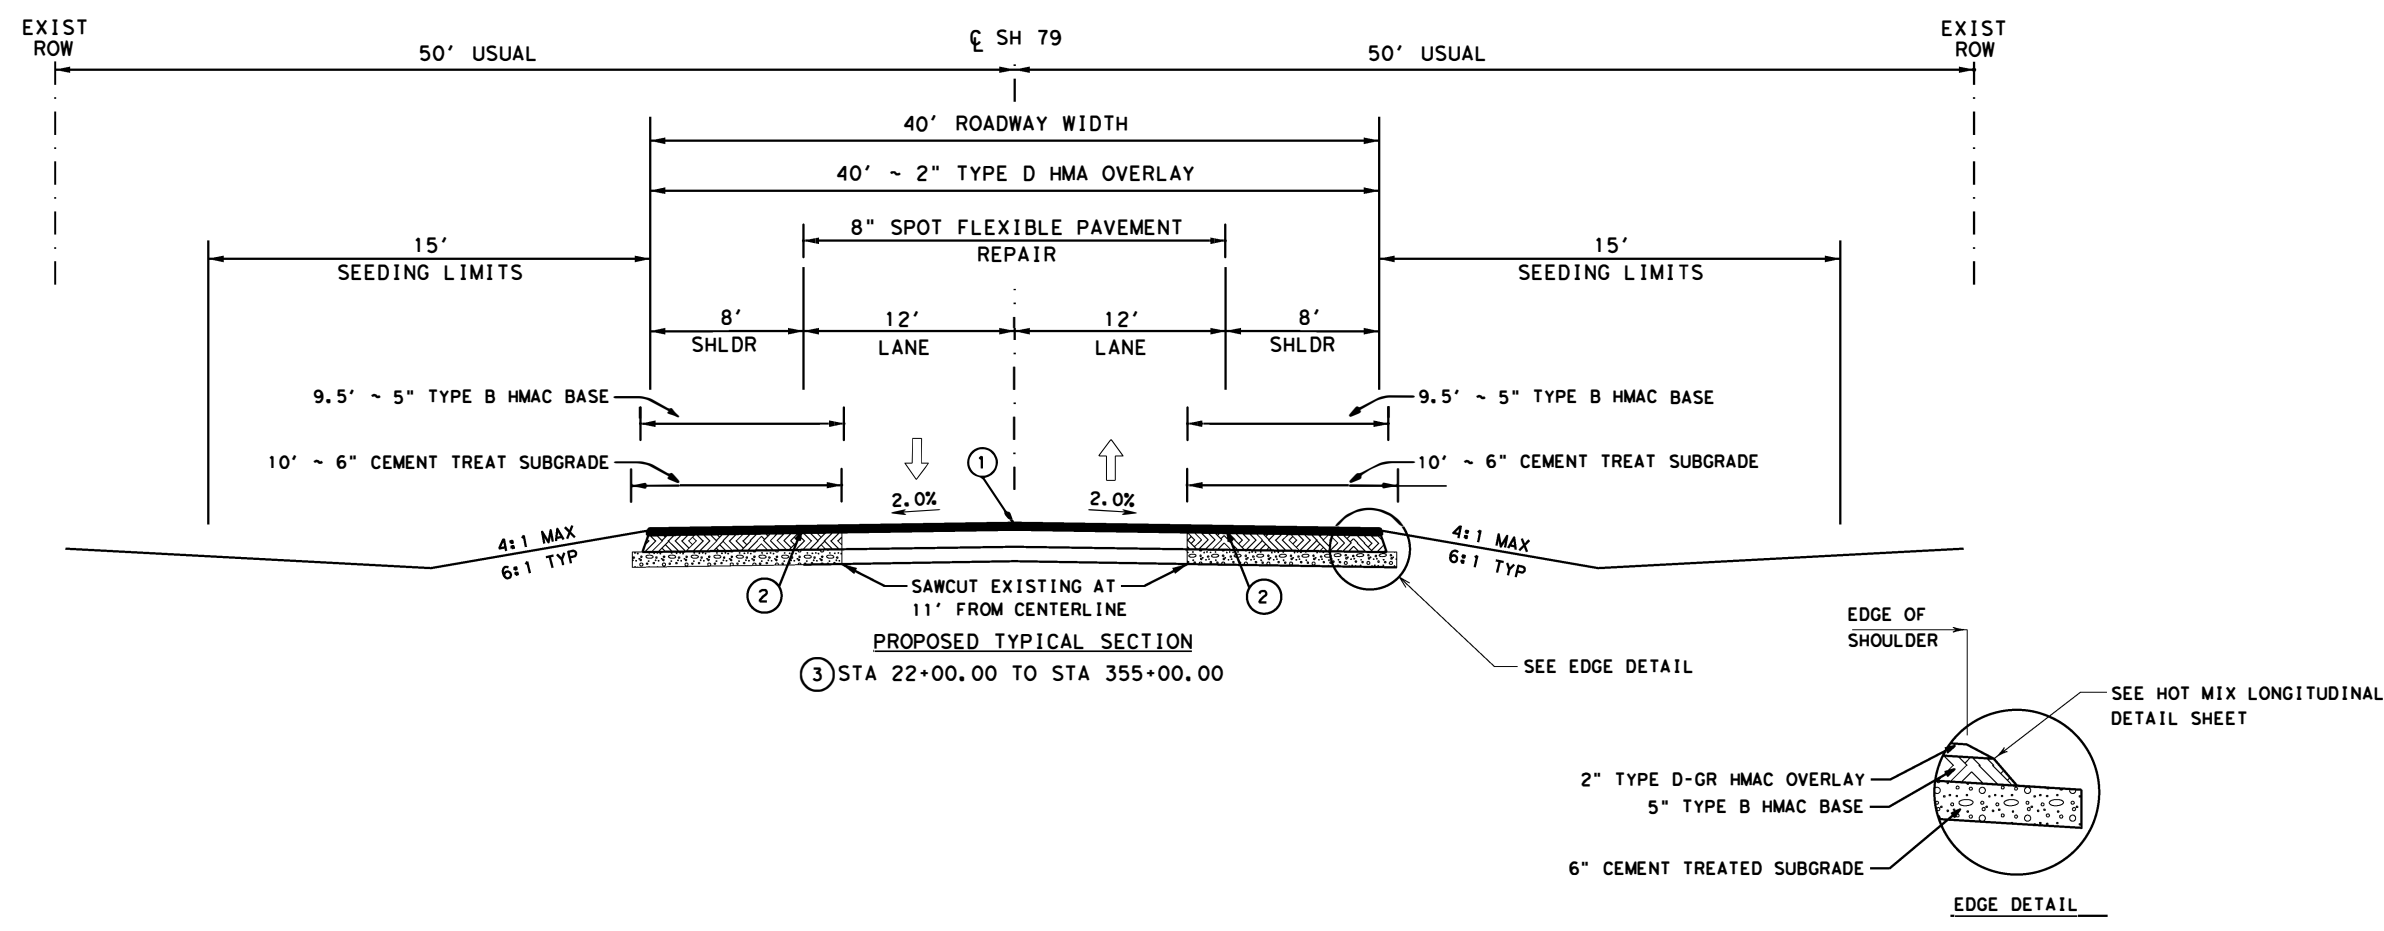 EXIST
ROW
50' USUAL
℄ SH 79
50' USUAL
EXIST
ROW
40' ROADWAY WIDTH
40' ~ 2" TYPE D HMA OVERLAY
8" SPOT FLEXIBLE PAVEMENT
REPAIR
15'
SEEDING LIMITS
15'
SEEDING LIMITS
8'
SHLDR
12'
LANE
12'
LANE
8'
SHLDR
9.5' ~ 5" TYPE B HMAC BASE
9.5' ~ 5" TYPE B HMAC BASE
10' ~ 6" CEMENT TREAT SUBGRADE
1
10' ~ 6" CEMENT TREAT SUBGRADE
2.0%
2.0%
4:1 MAX
6:1 TYP
4:1 MAX
6:1 TYP
2
SAWCUT EXISTING AT
11' FROM CENTERLINE
2
PROPOSED TYPICAL SECTION
3 STA 22+00.00 TO STA 355+00.00
SEE EDGE DETAIL
EDGE OF
SHOULDER
SEE HOT MIX LONGITUDINAL
DETAIL SHEET
2" TYPE D-GR HMAC OVERLAY
5" TYPE B HMAC BASE
6" CEMENT TREATED SUBGRADE
EDGE DETAIL